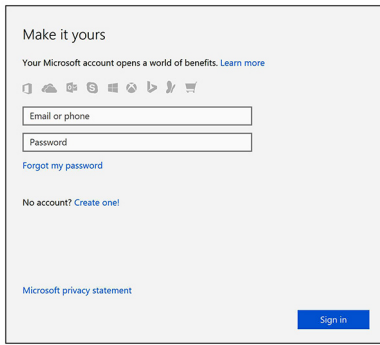 Make it yours
Your Microsoft account opens a world of benefits. Learn more
Email or phone
Password
Forgot my password
No account? Create one!
Microsoft privacy statement
Sign in